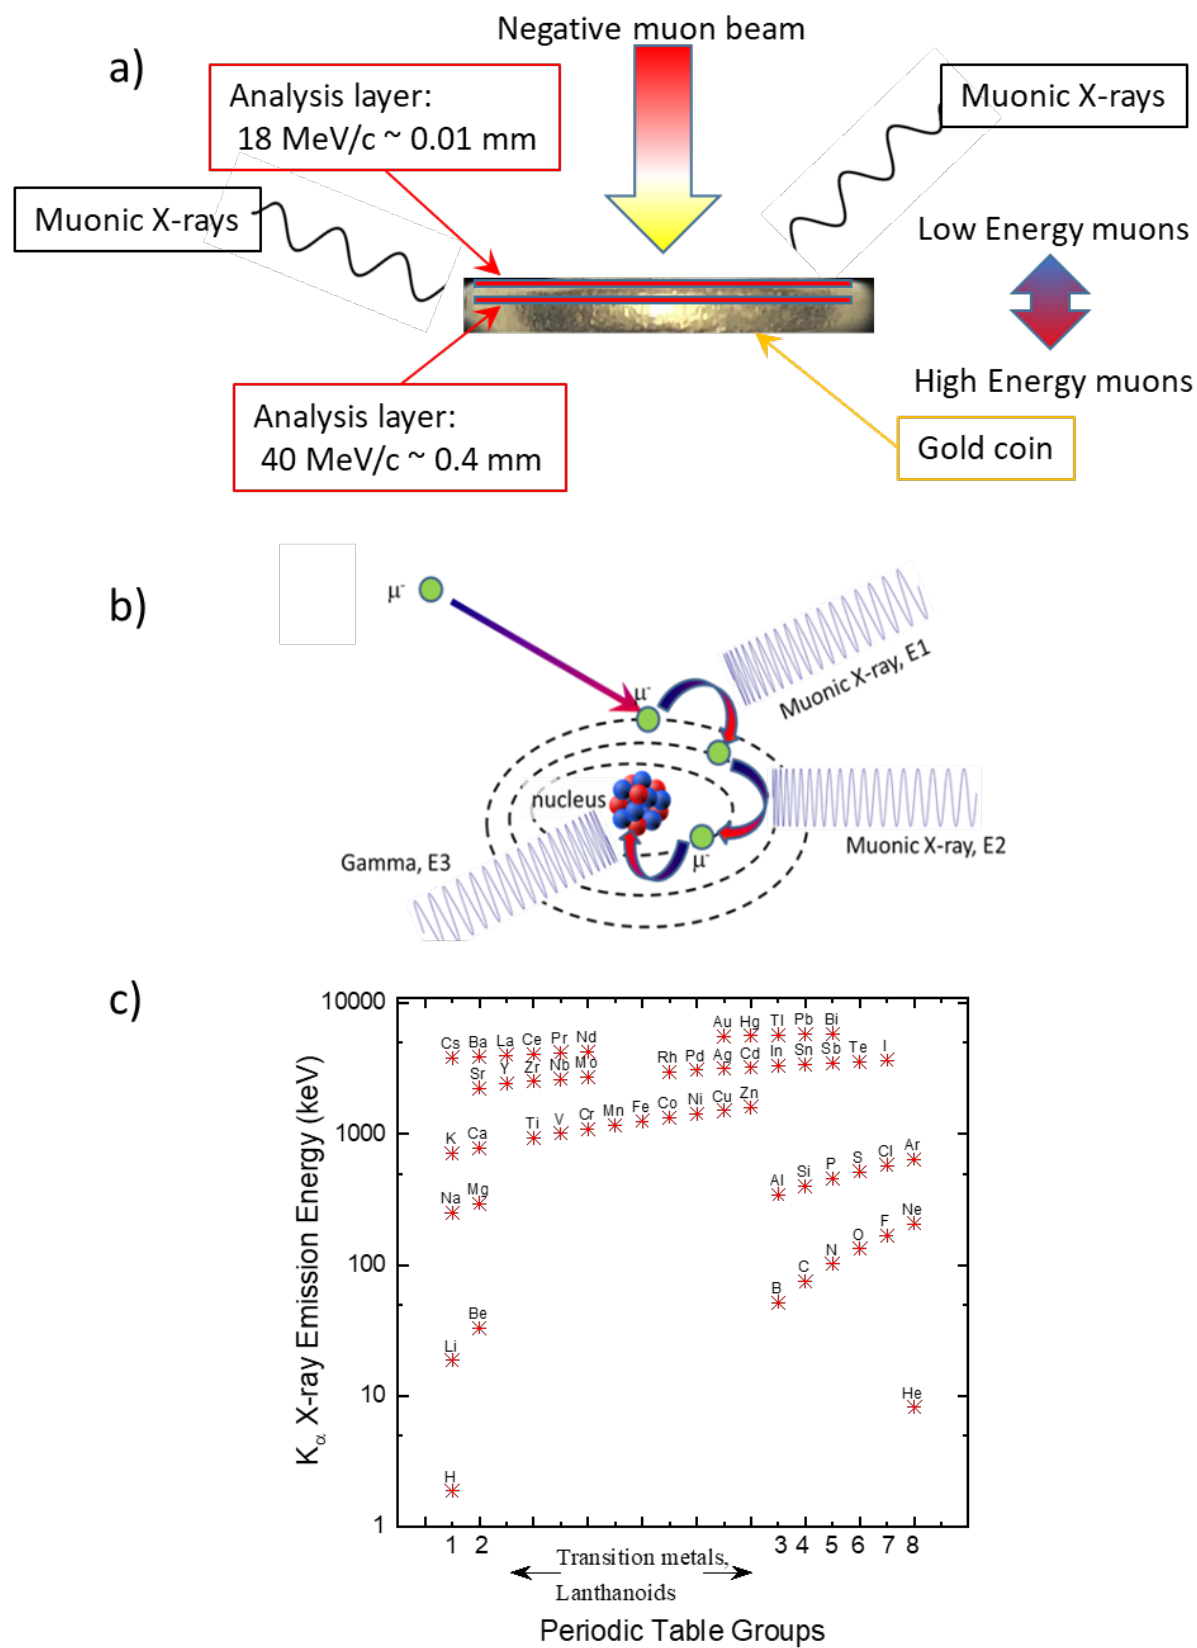 a)
Negative muon beam
Analysis layer:
18 MeV/c ~ 0.01 mm
Muonic X-rays
Muonic X-rays
Low Energy muons
High Energy muons
Analysis layer:
40 MeV/c ~ 0.4 mm
Gold coin
b)
μ-
μ-
Muonic X-ray, E1
nucleus
Muonic X-ray, E2
μ-
Gamma, E3
c)
Kα X-ray Emission Energy (keV)
10000
1000
100
10
1
Au Hg Tl Pb Bi
Cs Ba La Ce Pr Nd
Rh Pd Ag Cd In Sn Sb Te I
Sr Y Zr Nb Mo
Ti V Cr Mn Fe Co Ni Cu Zn
K Ca
Al Si P S Cl Ar
Na Mg
B C N O F Ne
Li Be
He
H
1 2 3 4 5 6 7 8
Transition metals,
Lanthanoids
Periodic Table Groups